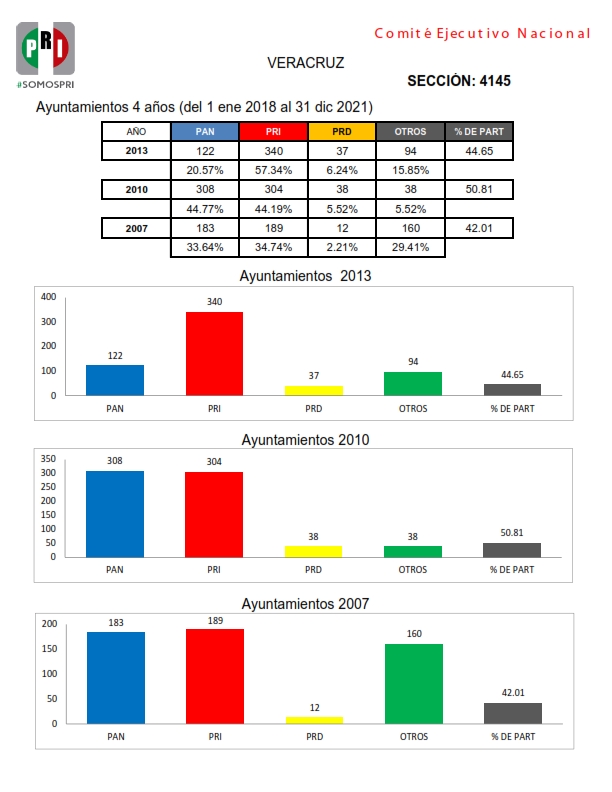 Comité Ejecutivo Nacional
PRI
#SOMOSPRI
VERACRUZ
SECCIÓN: 4145
Ayuntamientos 4 años (del 1 ene 2018 al 31 dic 2021)
AÑO PAN PRI PRD OTROS % DE PART
2013 122 340 37 94 44.65
20.57% 57.34% 6.24% 15.85%
2010 308 304 38 38 50.81
44.77% 44.19% 5.52% 5.52%
2007 183 189 12 160 42.01
33.64% 34.74% 2.21% 29.41%
Ayuntamientos 2013
400
300
200
100
0
122 340 37 94 44.65
PAN PRI PRD OTROS % DE PART
Ayuntamientos 2010
350
300
250
200
150
100
50
0
308 304 38 38 50.81
PAN PRI PRD OTROS % DE PART
Ayuntamientos 2007
200
150
100
50
0
183 189 12 160 42.01
PAN PRI PRD OTROS % DE PART